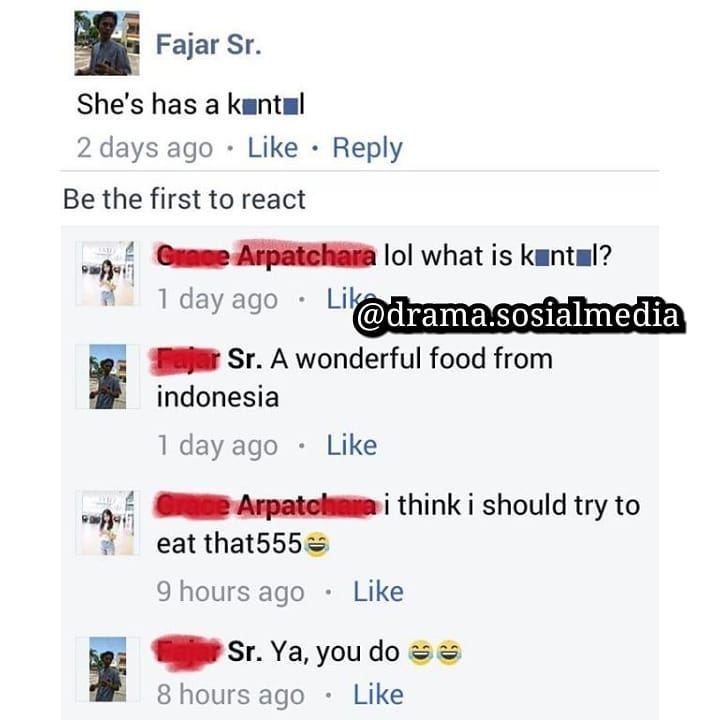 Fajar Sr.
She's has a k■nt■l
2 days ago • Like • Reply
Be the first to react
Grace Arpatchara lol what is k■nt■l?
1 day ago • Like
@drama.sosialmedia
Fajar Sr. A wonderful food from
indonesia
1 day ago • Like
Grace Arpatchara i think i should try to
eat that555😂
9 hours ago • Like
Fajar Sr. Ya, you do 😂😂
8 hours ago • Like